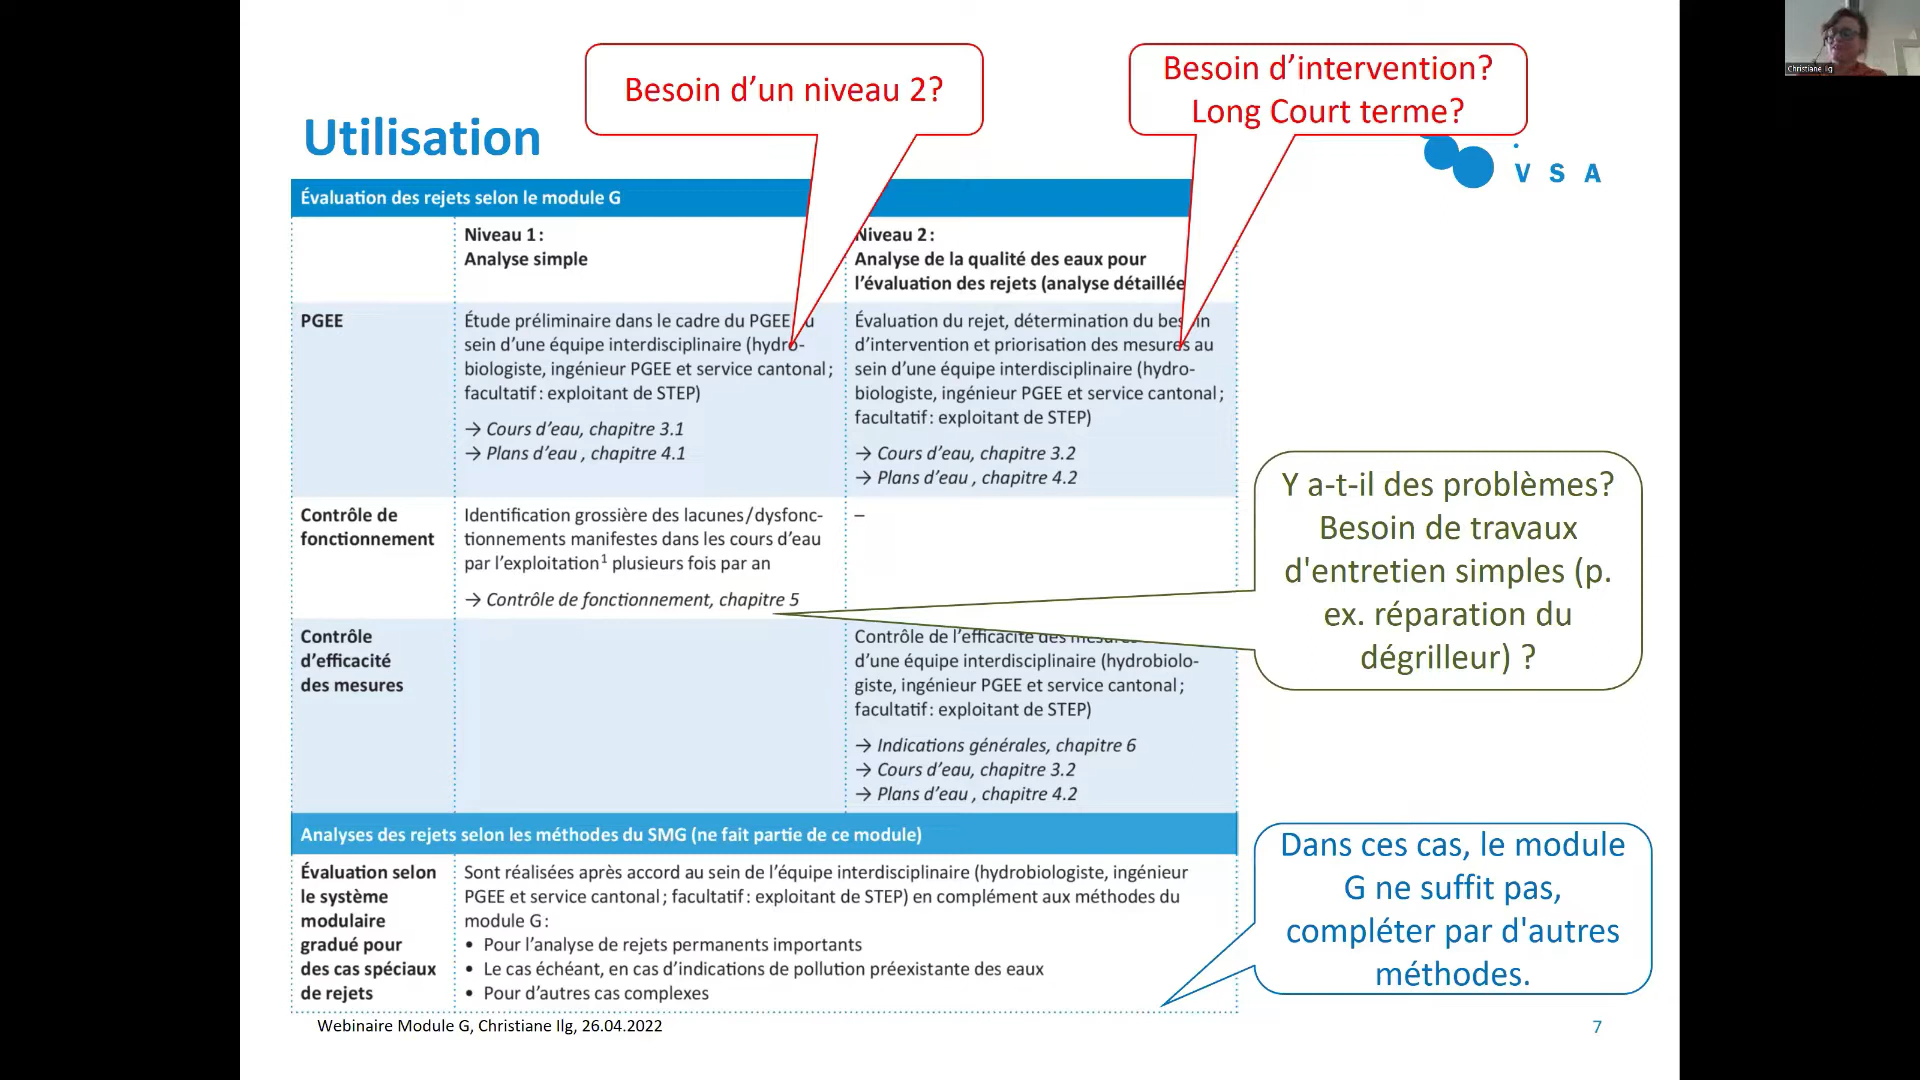 Besoin d'un niveau 2?
Besoin d'intervention?
Long Court terme?
Christiane Ilg
Utilisation
VSA
Évaluation des rejets selon le module G
Niveau 1 :
Analyse simple
Niveau 2 :
Analyse de la qualité des eaux pour
l'évaluation des rejets (analyse détaillée
PGEE
Étude préliminaire dans le cadre du PGEE
sein d'une équipe interdisciplinaire (hydro-
biologiste, ingénieur PGEE et service cantonal ;
facultatif : exploitant de STEP)
→ Cours d'eau, chapitre 3.1
→ Plans d'eau , chapitre 4.1
Évaluation du rejet, détermination du besoin
d'intervention et priorisation des mesures au
sein d'une équipe interdisciplinaire (hydro-
biologiste, ingénieur PGEE et service cantonal ;
facultatif : exploitant de STEP)
→ Cours d'eau, chapitre 3.2
→ Plans d'eau , chapitre 4.2
Contrôle de
fonctionnement
Identification grossière des lacunes / dysfonc-
tionnements manifestes dans les cours d'eau
par l'exploitation¹ plusieurs fois par an
→ Contrôle de fonctionnement, chapitre 5
–
Y a-t-il des problèmes?
Besoin de travaux
d'entretien simples (p.
ex. réparation du
dégrilleur) ?
Contrôle
d'efficacité
des mesures
Contrôle de l'efficacité des mesures
d'une équipe interdisciplinaire (hydrobiolo-
giste, ingénieur PGEE et service cantonal ;
facultatif : exploitant de STEP)
→ Indications générales, chapitre 6
→ Cours d'eau, chapitre 3.2
→ Plans d'eau , chapitre 4.2
Analyses des rejets selon les méthodes du SMG (ne fait partie de ce module)
Évaluation selon
le système
modulaire
gradué pour
des cas spéciaux
de rejets
Sont réalisées après accord au sein de l'équipe interdisciplinaire (hydrobiologiste, ingénieur
PGEE et service cantonal ; facultatif : exploitant de STEP) en complément aux méthodes du
module G :
• Pour l'analyse de rejets permanents importants
• Le cas échéant, en cas d'indications de pollution préexistante des eaux
• Pour d'autres cas complexes
Dans ces cas, le module
G ne suffit pas,
compléter par d'autres
méthodes.
Webinaire Module G, Christiane Ilg, 26.04.2022
7